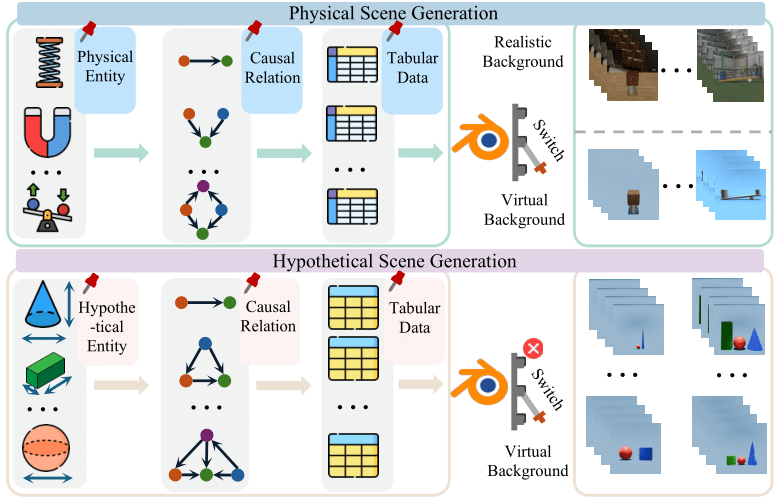 Physical Scene Generation
Physical
Entity
Causal
Relation
Tabular
Data
Realistic
Background
Switch
Virtual
Background
Hypothetical Scene Generation
Hypothe
-tical
Entity
Causal
Relation
Tabular
Data
Switch
Virtual
Background